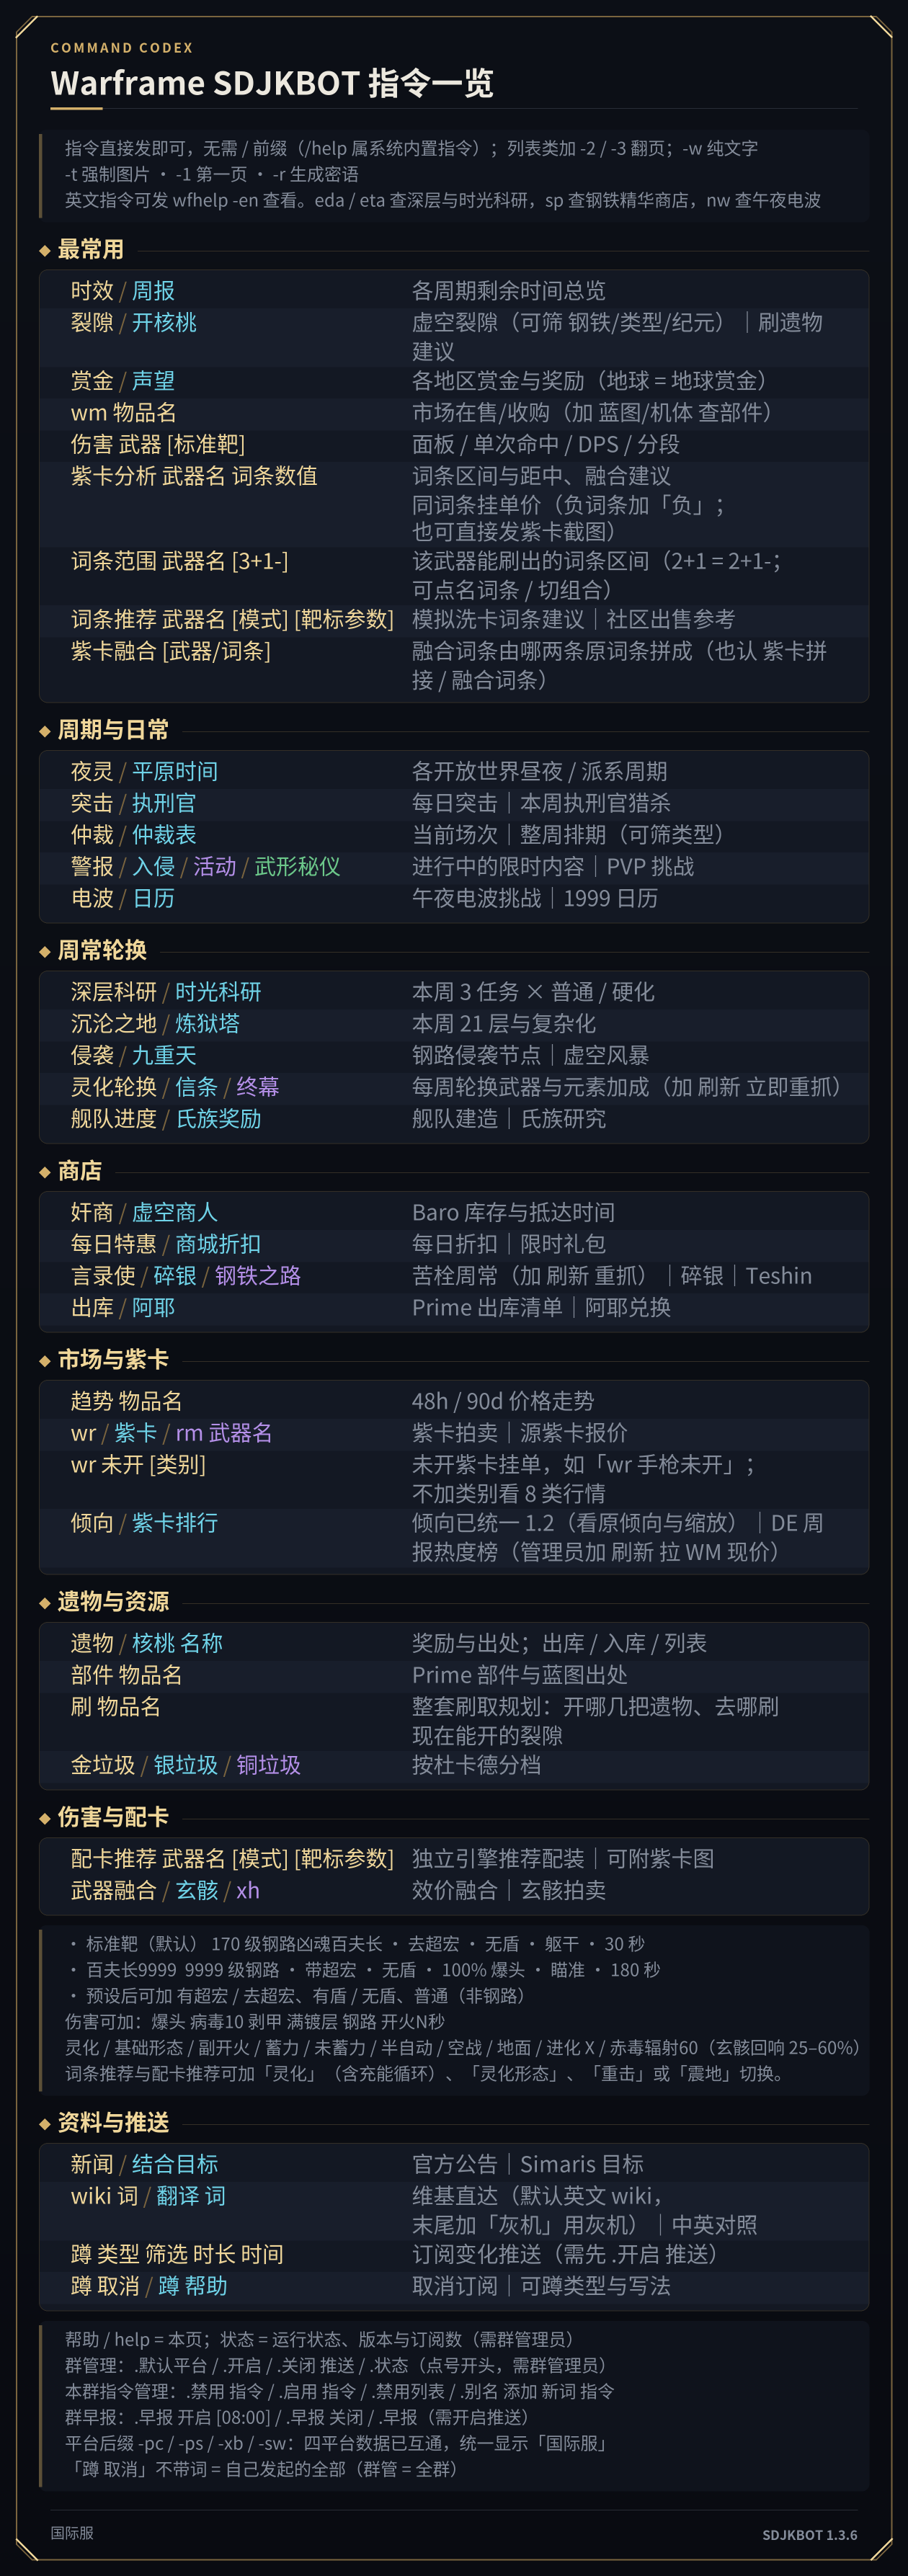 COMMAND CODEX
Warframe SDJKBOT 指令一览
指令直接发即可，无需 / 前缀（/help 属系统内置指令）；列表类加 -2 / -3 翻页；-w 纯文字
-t 强制图片 · -1 第一页 · -r 生成密语
英文指令可发 wfhelp -en 查看。eda / eta 查深层与时光科研，sp 查钢铁精华商店，nw 查午夜电波
◆ 最常用
时效 / 周报 各周期剩余时间总览
裂隙 / 开核桃 虚空裂隙（可筛 钢铁/类型/纪元）｜刷遗物
建议
赏金 / 声望 各地区赏金与奖励（地球 = 地球赏金）
wm 物品名 市场在售/收购（加 蓝图/机体 查部件）
伤害 武器 [标准靶] 面板 / 单次命中 / DPS / 分段
紫卡分析 武器名 词条数值 词条区间与距中、融合建议
同词条挂单价（负词条加「负」；
也可直接发紫卡截图）
词条范围 武器名 [3+1-] 该武器能刷出的词条区间（2+1 = 2+1-；
可点名词条 / 切组合）
词条推荐 武器名 [模式] [靶标参数] 模拟洗卡词条建议｜社区出售参考
紫卡融合 [武器/词条] 融合词条由哪两条原词条拼成（也认 紫卡拼
接 / 融合词条）
◆ 周期与日常
夜灵 / 平原时间 各开放世界昼夜 / 派系周期
突击 / 执刑官 每日突击｜本周执刑官猎杀
仲裁 / 仲裁表 当前场次｜整周排期（可筛类型）
警报 / 入侵 / 活动 / 武形秘仪 进行中的限时内容｜PVP 挑战
电波 / 日历 午夜电波挑战｜1999 日历
◆ 周常轮换
深层科研 / 时光科研 本周 3 任务 × 普通 / 硬化
沉沦之地 / 炼狱塔 本周 21 层与复杂化
侵袭 / 九重天 钢路侵袭节点｜虚空风暴
灵化轮换 / 信条 / 终幕 每周轮换武器与元素加成（加 刷新 立即重抓）
舰队进度 / 氏族奖励 舰队建造｜氏族研究
◆ 商店
奸商 / 虚空商人 Baro 库存与抵达时间
每日特惠 / 商城折扣 每日折扣｜限时礼包
言录使 / 碎银 / 钢铁之路 苦栓周常（加 刷新 重抓）｜碎银｜Teshin
出库 / 阿耶 Prime 出库清单｜阿耶兑换
◆ 市场与紫卡
趋势 物品名 48h / 90d 价格走势
wr / 紫卡 / rm 武器名 紫卡拍卖｜源紫卡报价
wr 未开 [类别] 未开紫卡挂单，如「wr 手枪未开」；
不加类别看 8 类行情
倾向 / 紫卡排行 倾向已统一 1.2（看原倾向与缩放）｜DE 周
报热度榜（管理员加 刷新 拉 WM 现价）
◆ 遗物与资源
遗物 / 核桃 名称 奖励与出处；出库 / 入库 / 列表
部件 物品名 Prime 部件与蓝图出处
刷 物品名 整套刷取规划：开哪几把遗物、去哪刷
现在能开的裂隙
金垃圾 / 银垃圾 / 铜垃圾 按杜卡德分档
◆ 伤害与配卡
配卡推荐 武器名 [模式] [靶标参数] 独立引擎推荐配装｜可附紫卡图
武器融合 / 玄骸 / xh 效价融合｜玄骸拍卖
· 标准靶（默认） 170 级钢路凶魂百夫长 · 去超宏 · 无盾 · 躯干 · 30 秒
· 百夫长9999 9999 级钢路 · 带超宏 · 无盾 · 100% 爆头 · 瞄准 · 180 秒
· 预设后可加 有超宏 / 去超宏、有盾 / 无盾、普通（非钢路）
伤害可加：爆头 病毒10 剥甲 满镀层 钢路 开火N秒
灵化 / 基础形态 / 副开火 / 蓄力 / 未蓄力 / 半自动 / 空战 / 地面 / 进化 X / 赤毒辐射60（玄骸回响 25–60%）
词条推荐与配卡推荐可加「灵化」（含充能循环）、「灵化形态」、「重击」或「震地」切换。
◆ 资料与推送
新闻 / 结合目标 官方公告｜Simaris 目标
wiki 词 / 翻译 词 维基直达（默认英文 wiki，
末尾加「灰机」用灰机）｜中英对照
蹲 类型 筛选 时长 时间 订阅变化推送（需先 .开启 推送）
蹲 取消 / 蹲 帮助 取消订阅｜可蹲类型与写法
帮助 / help = 本页；状态 = 运行状态、版本与订阅数（需群管理员）
群管理：.默认平台 / .开启 / .关闭 推送 / .状态（点号开头，需群管理员）
本群指令管理：.禁用 指令 / .启用 指令 / .禁用列表 / .别名 添加 新词 指令
群早报：.早报 开启 [08:00] / .早报 关闭 / .早报（需开启推送）
平台后缀 -pc / -ps / -xb / -sw：四平台数据已互通，统一显示「国际服」
「蹲 取消」不带词 = 自己发起的全部（群管 = 全群）
国际服 SDJKBOT 1.3.6